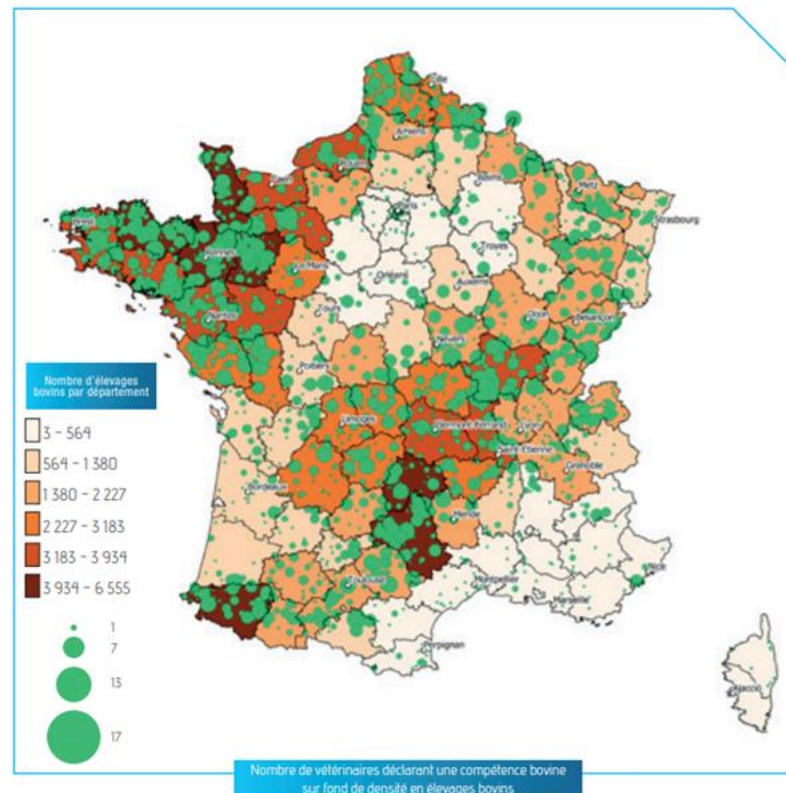 Lille
Amiens
Rouen
Caen
Reims
Metz
Paris
Strasbourg
Brest
Rennes
Troyes
Le Mans
Orléans
Auxerre
Tours
Dijon
Besançon
Nantes
Nevers
Poitiers
Limoges
Clermont-Ferrand
Lyon
Saint-Etienne
Grenoble
Bordeaux
Mende
Toulouse
Montpellier
Nice
Marseille
Perpignan
Ajaccio
Nombre d'élevages
bovins par département
3 – 564
564 – 1 380
1 380 – 2 227
2 227 – 3 183
3 183 – 3 934
3 934 – 6 555
1
7
13
17
Nombre de vétérinaires déclarant une compétence bovine
sur fond de densité en élevages bovins